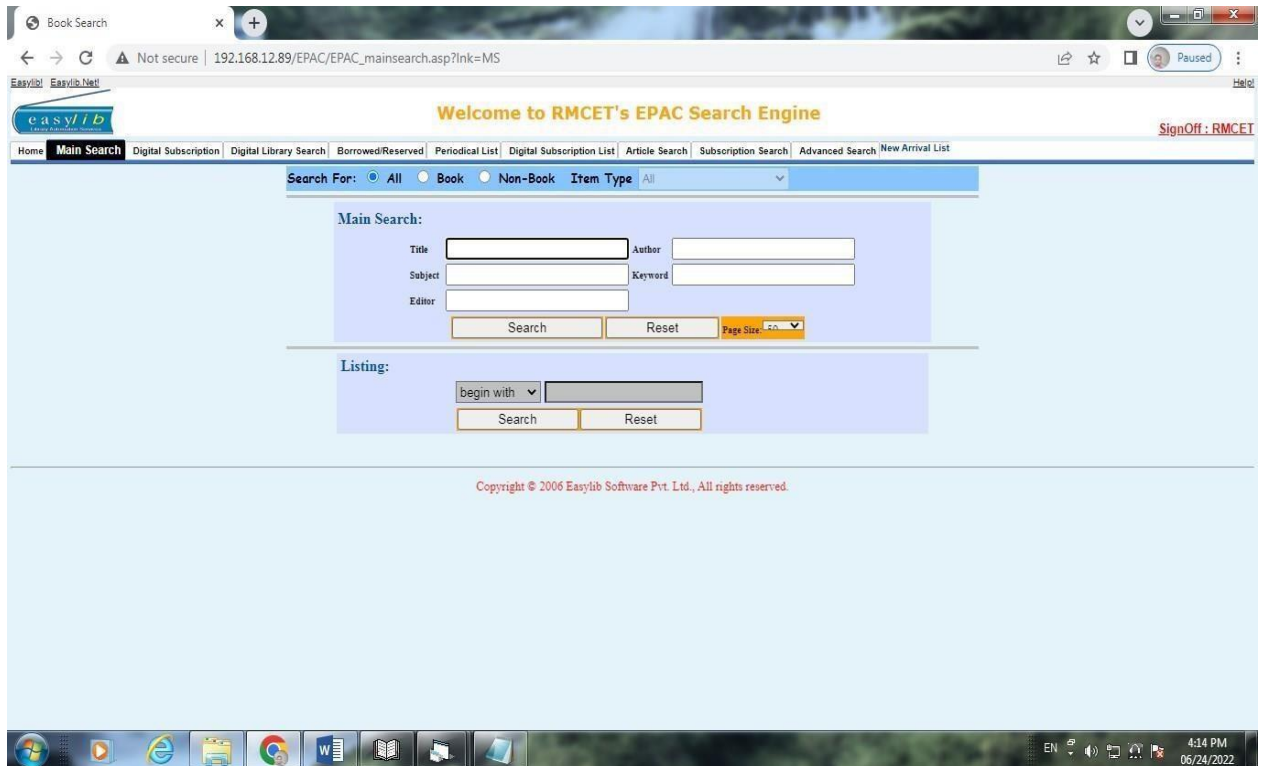 Book Search
Not secure 192.168.12.89/EPAC/EPAC_mainsearch.asp?lnk=MS
Paused
Easylib! Easylib.Net! Help!
easylib
Welcome to RMCET's EPAC Search Engine
SignOff : RMCET
Home Main Search Digital Subscription Digital Library Search Borrowed/Reserved Periodical List Digital Subscription List Article Search Subscription Search Advanced Search New Arrival List
Search For: All Book Non-Book Item Type All
Main Search:
Title Author
Subject Keyword
Editor
Search Reset Page Size: 50
Listing:
begin with
Search Reset
Copyright © 2006 Easylib Software Pvt. Ltd., All rights reserved.
EN 4:14 PM
06/24/2022